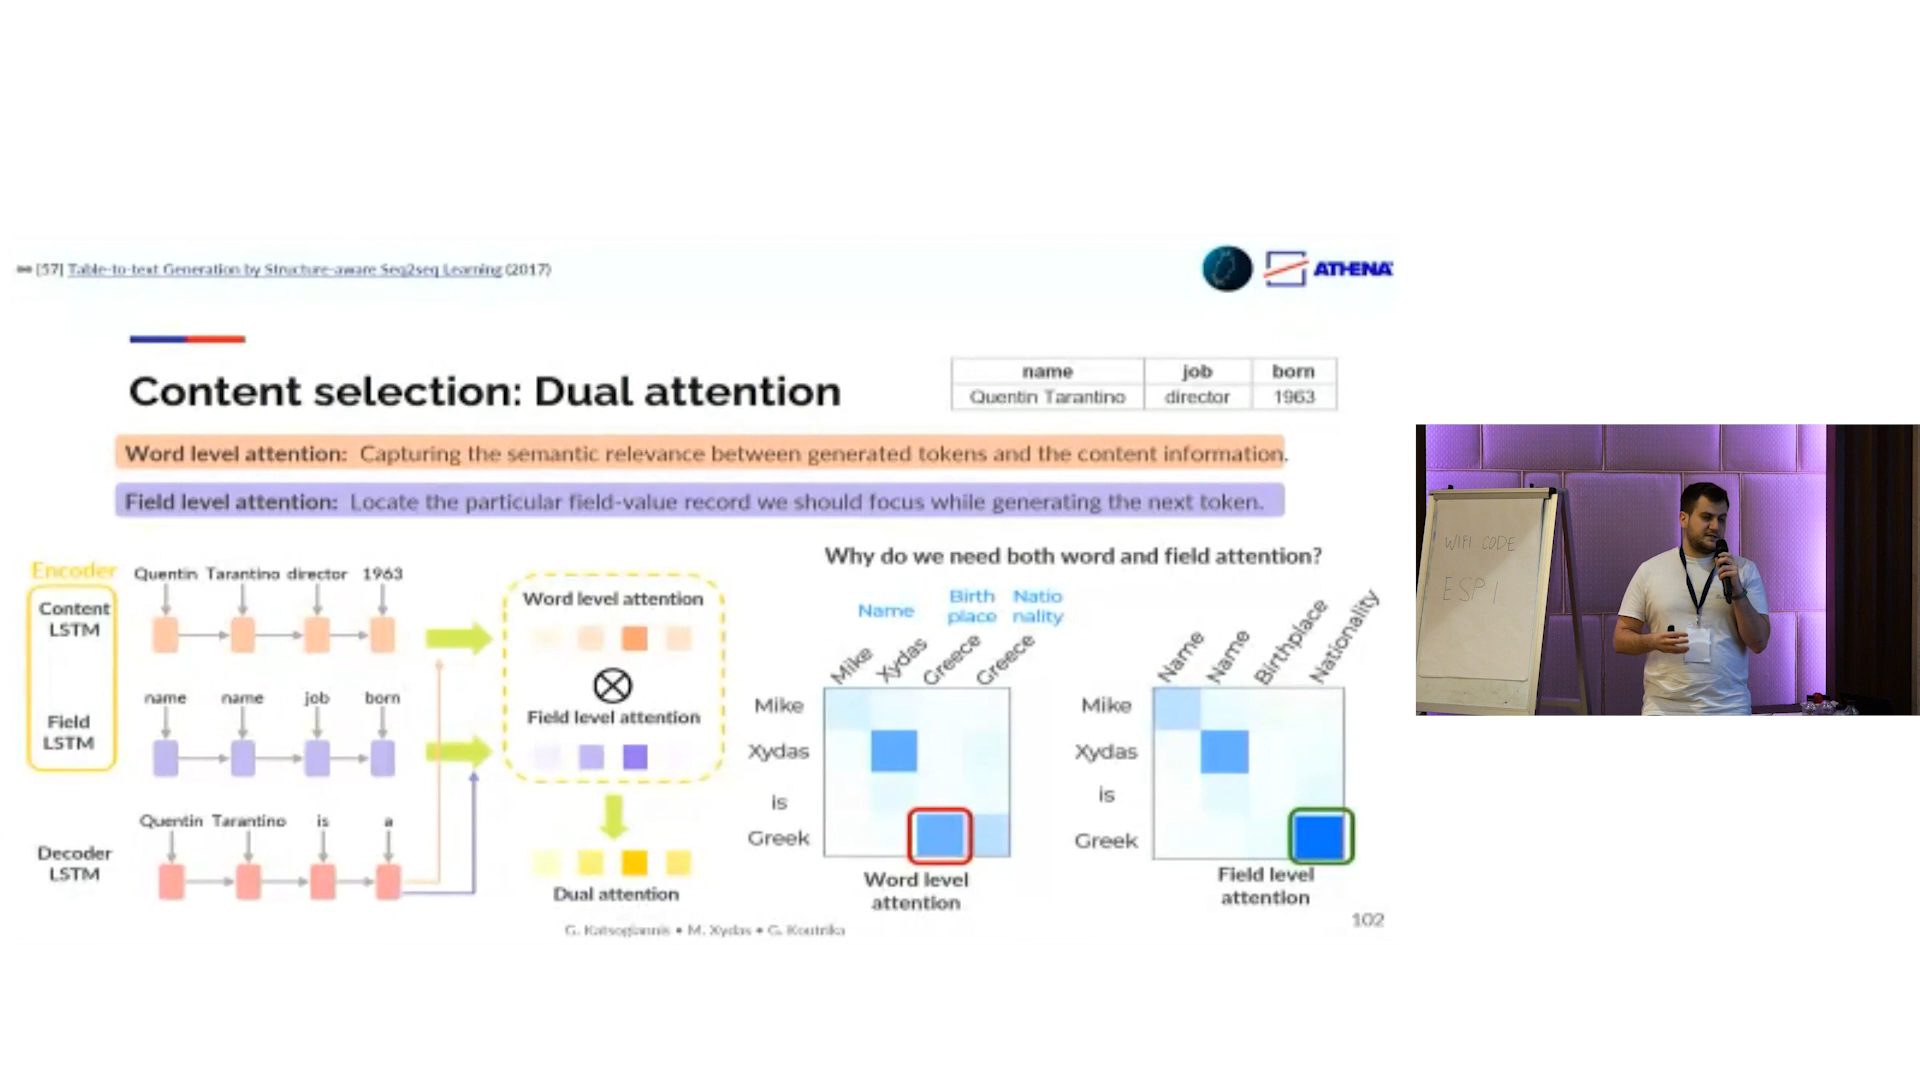 [57] Table-to-text Generation by Structure-aware Seq2seq Learning (2017)
ATHENA
Content selection: Dual attention
name job born
Quentin Tarantino director 1963
Word level attention: Capturing the semantic relevance between generated tokens and the content information.
Field level attention: Locate the particular field-value record we should focus while generating the next token.
Encoder
Content
LSTM
Quentin Tarantino director 1963
Field
LSTM
name name job born
Decoder
LSTM
Quentin Tarantino is a
Word level attention
Field level attention
Dual attention
Why do we need both word and field attention?
Name
Birth
place
Natio
nality
Mike Xydas Greece Greece
Mike
Xydas
is
Greek
Word level
attention
Name Name Birthplace Nationality
Mike
Xydas
is
Greek
Field level
attention
G. Katsogiannis • M. Xydas • G. Koutrika
102
WIFI CODE
ESP1